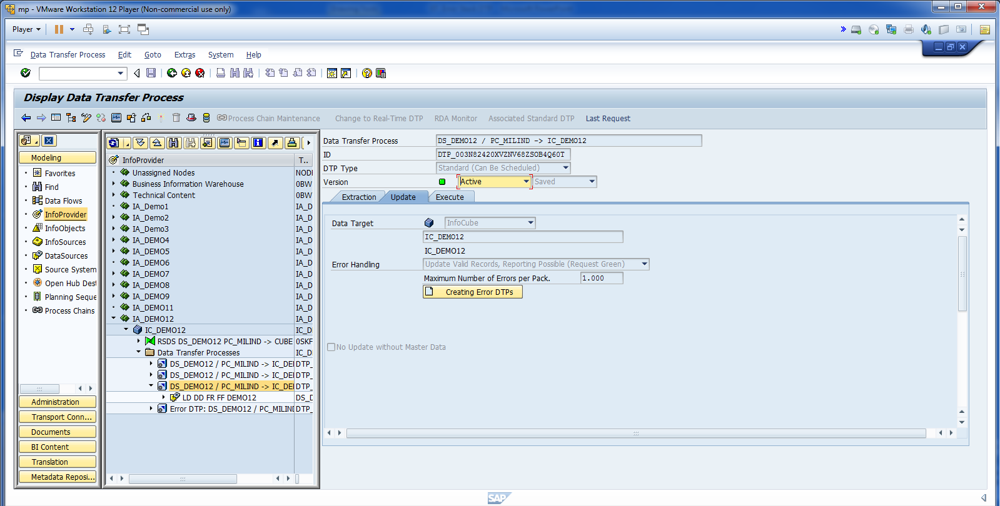 mp - VMware Workstation 12 Player (Non-commercial use only)
Player
Data Transfer Process Edit Goto Extras System Help
Display Data Transfer Process
Process Chain Maintenance Change to Real-Time DTP RDA Monitor Associated Standard DTP Last Request
Modeling
Favorites
Find
Data Flows
InfoProvider
InfoObjects
InfoSources
DataSources
Source System
Open Hub Dest
Planning Seque
Process Chains
Administration
Transport Conn...
Documents
BI Content
Translation
Metadata Reposi...
InfoProvider T..
Unassigned Nodes NODE
Business Information Warehouse 0BW
Technical Content 0BW
IA_Demo1 IA_D
IA_Demo2 IA_D
IA_Demo3 IA_D
IA_DEMO4 IA_D
IA_DEMO5 IA_D
IA_DEMO6 IA_D
IA_DEMO7 IA_D
IA_DEMO8 IA_D
IA_DEMO9 IA_D
IA_DEMO11 IA_D
IA_DEMO12 IA_D
IC_DEMO12 IC_D
RSDS DS_DEMO12 PC_MILIND -> CUBE 0SKF
Data Transfer Processes IC_D
DS_DEMO12 / PC_MILIND -> IC_DEI DTP_
DS_DEMO12 / PC_MILIND -> IC_DEI DTP_
DS_DEMO12 / PC_MILIND -> IC_DEI DTP_
LD DD FR FF DEMO12 DS_D
Error DTP: DS_DEMO12 / PC_MILIND DTP_
Data Transfer Process DS_DEMO12 / PC_MILIND -> IC_DEMO12
ID DTP_003N82420XVZNV68ZSOB4Q60T
DTP Type Standard (Can Be Scheduled)
Version Active Saved
Extraction Update Execute
Data Target InfoCube
IC_DEMO12
IC_DEMO12
Error Handling Update Valid Records, Reporting Possible (Request Green)
Maximum Number of Errors per Pack. 1.000
Creating Error DTPs
No Update without Master Data
SAP